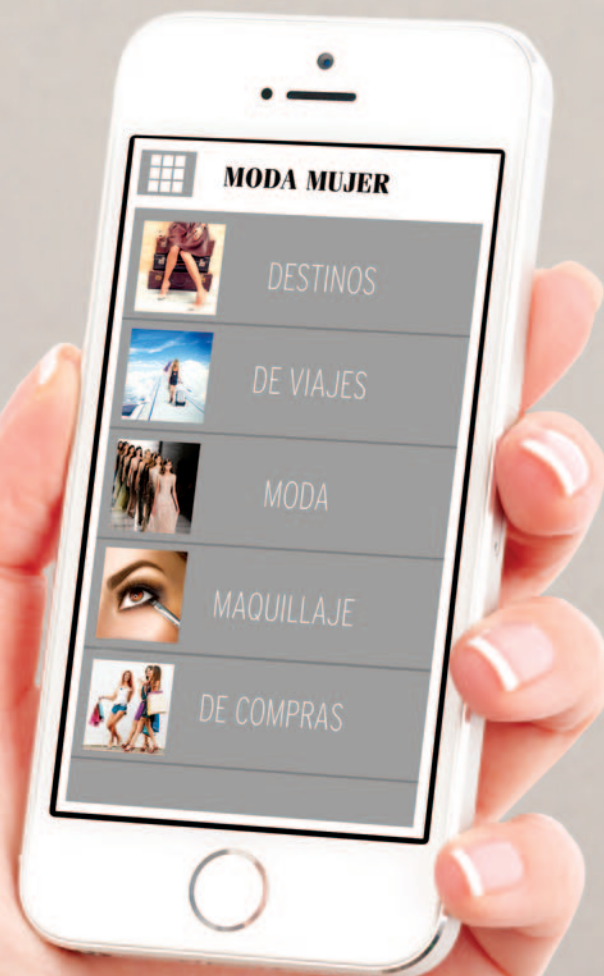 MODA MUJER
DESTINOS
DE VIAJES
MODA
MAQUILLAJE
DE COMPRAS